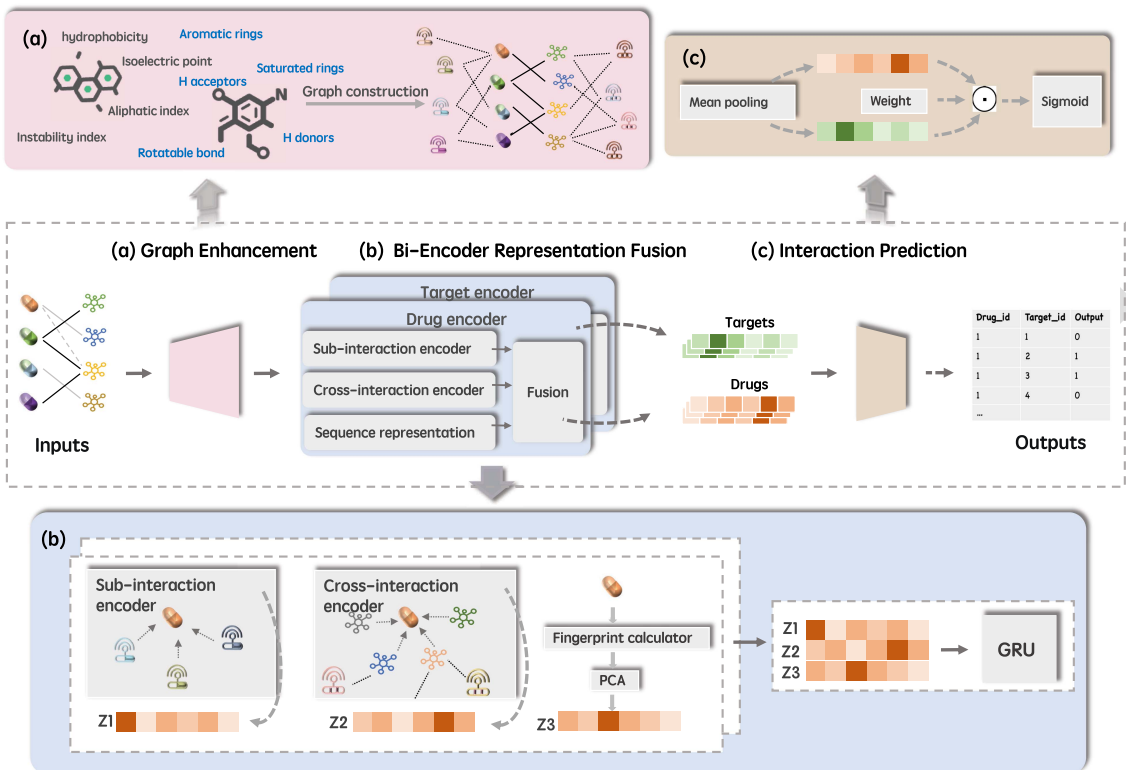 (a)
hydrophobicity
Aromatic rings
Isoelectric point
Saturated rings
H acceptors
N
Graph construction
Aliphatic index
Instability index
H donors
Rotatable bond
(c)
Mean pooling
Weight
Sigmoid
(a) Graph Enhancement
(b) Bi-Encoder Representation Fusion
(c) Interaction Prediction
Inputs
Target encoder
Drug encoder
Sub-interaction encoder
Cross-interaction encoder
Sequence representation
Fusion
Targets
Drugs
Drug_id Target_id Output
1 1 0
1 2 1
1 3 1
1 4 0
...
Outputs
(b)
Sub-interaction
encoder
Z1
Cross-interaction
encoder
Z2
Fingerprint calculator
PCA
Z3
Z1
Z2
Z3
GRU